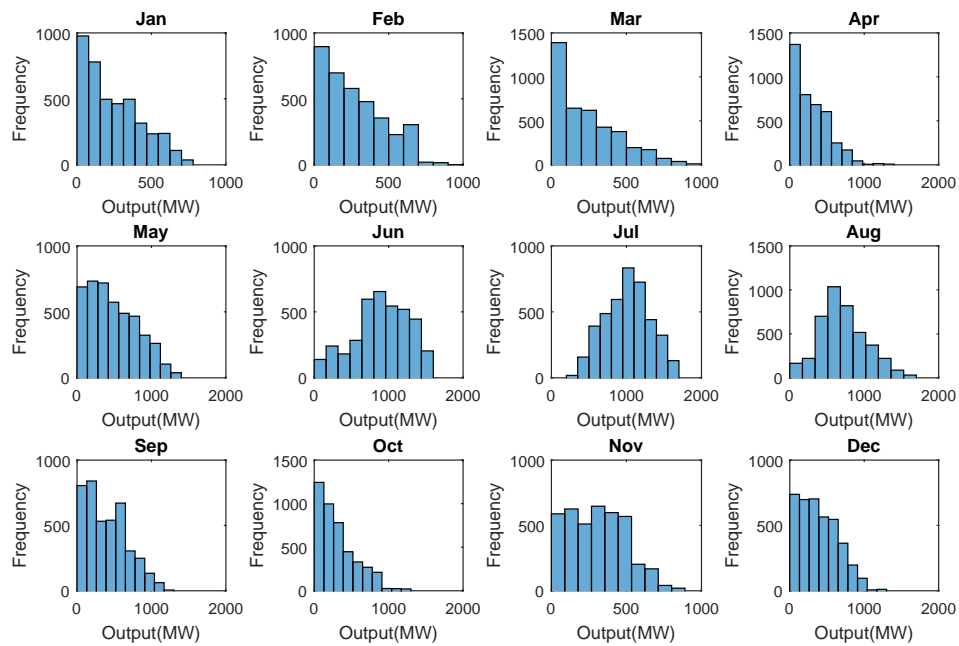 Jan Feb Mar Apr
1000 1000 1500 1500
Frequency Frequency Frequency Frequency
1000 1000
500 500 500 500
0 0 0 0
0 500 1000 0 500 1000 0 500 1000 0 1000 2000
Output(MW) Output(MW) Output(MW) Output(MW)
May Jun Jul Aug
1000 1000 1000 1500
Frequency Frequency Frequency Frequency
1000
500 500 500 500
0 0 0 0
0 1000 2000 0 1000 2000 0 1000 2000 0 1000 2000
Output(MW) Output(MW) Output(MW) Output(MW)
Sep Oct Nov Dec
1000 1500 1000 1000
Frequency Frequency Frequency Frequency
1000
500 500 500 500
0 0 0 0
0 1000 2000 0 1000 2000 0 500 1000 0 1000 2000
Output(MW) Output(MW) Output(MW) Output(MW)